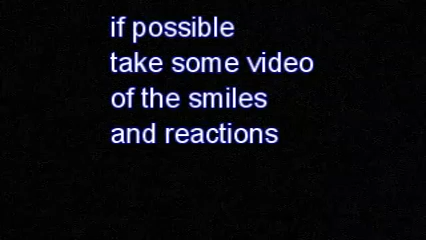 if possible
take some video
of the smiles
and reactions